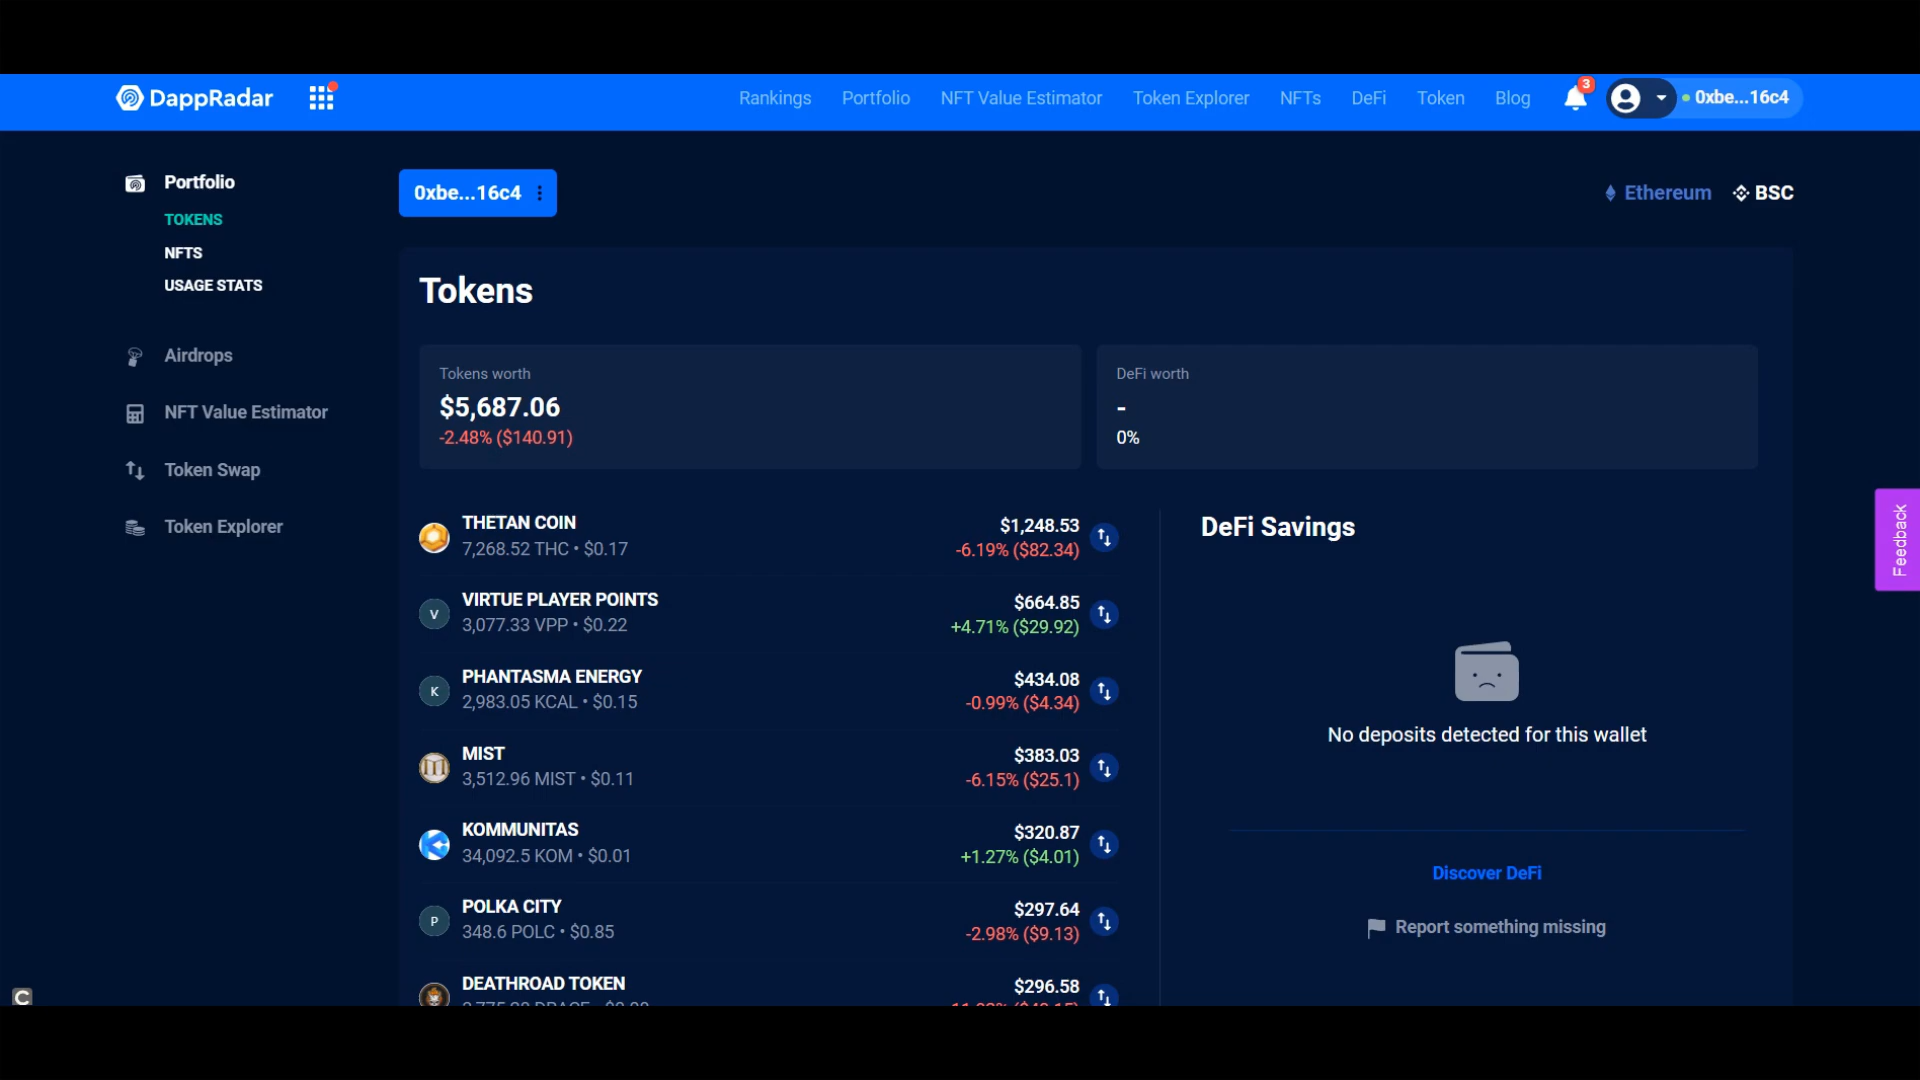 DappRadar
Rankings
Portfolio
NFT Value Estimator
Token Explorer
NFTs
DeFi
Token
Blog
3
0xbe...16c4
Portfolio
TOKENS
NFTS
USAGE STATS
Airdrops
NFT Value Estimator
Token Swap
Token Explorer
0xbe...16c4
Ethereum
BSC
Tokens
Tokens worth
$5,687.06
-2.48% ($140.91)
DeFi worth
-
0%
THETAN COIN
7,268.52 THC • $0.17
$1,248.53
-6.19% ($82.34)
V
VIRTUE PLAYER POINTS
3,077.33 VPP • $0.22
$664.85
+4.71% ($29.92)
K
PHANTASMA ENERGY
2,983.05 KCAL • $0.15
$434.08
-0.99% ($4.34)
MIST
3,512.96 MIST • $0.11
$383.03
-6.15% ($25.1)
KOMMUNITAS
34,092.5 KOM • $0.01
$320.87
+1.27% ($4.01)
P
POLKA CITY
348.6 POLC • $0.85
$297.64
-2.98% ($9.13)
DEATHROAD TOKEN
$296.58
DeFi Savings
No deposits detected for this wallet
Discover DeFi
Report something missing
Feedback
C